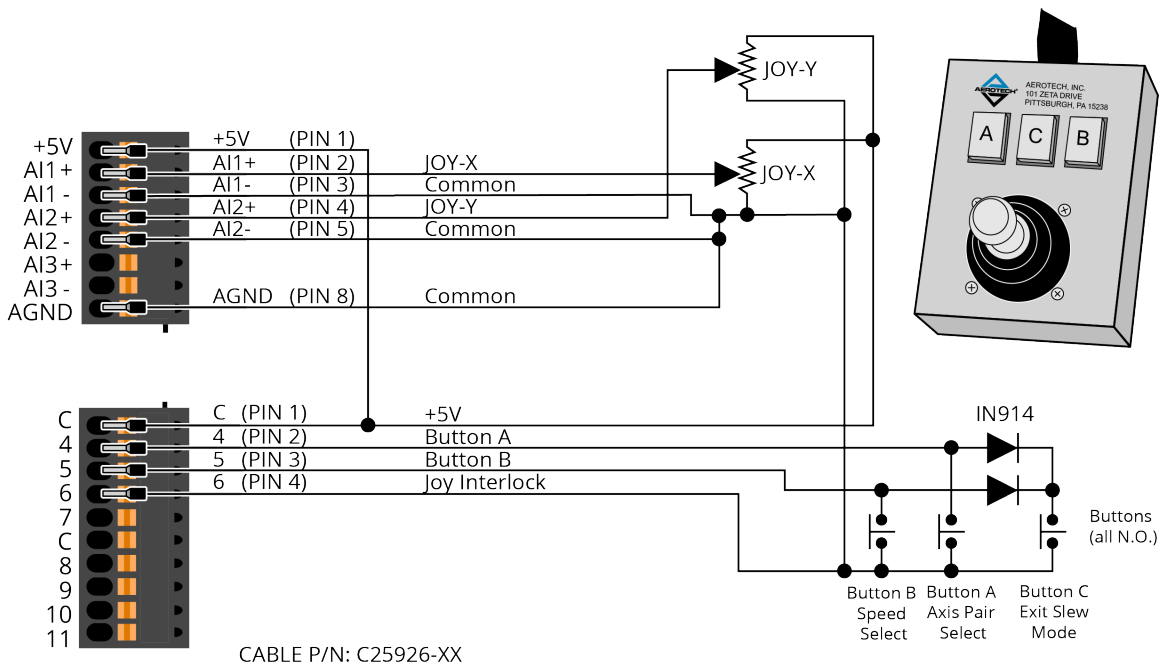 JOY-Y
AEROTECH
AEROTECH, INC.
101 ZETA DRIVE
PITTSBURGH, PA 15238
A
C
B
+5V
+5V (PIN 1)
AI1+
AI1+ (PIN 2) JOY-X
JOY-X
AI1 -
AI1- (PIN 3) Common
AI2+
AI2+ (PIN 4) JOY-Y
AI2 -
AI2- (PIN 5) Common
AI3+
AI3 -
AGND
AGND (PIN 8) Common
C
C (PIN 1) +5V
IN914
4
4 (PIN 2) Button A
5
5 (PIN 3) Button B
6
6 (PIN 4) Joy Interlock
7
C
8
9
10
11
Buttons
(all N.O.)
Button B
Speed
Select
Button A
Axis Pair
Select
Button C
Exit Slew
Mode
CABLE P/N: C25926-XX